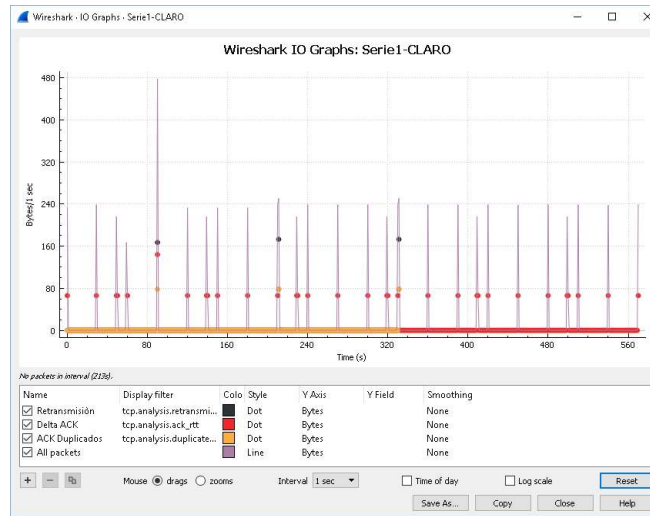 Wireshark · IO Graphs · Serie1-CLARO
Wireshark IO Graphs: Serie1-CLARO
Bytes/1 sec
480
400
320
240
160
80
0
0 80 160 240 320 400 480 560
Time (s)
No packets in interval (213s).
Name Display filter Colo Style Y Axis Y Field Smoothing
Retransmisiòn tcp.analysis.retransmi... Dot Bytes None
Delta ACK tcp.analysis.ack_rtt Dot Bytes None
ACK Duplicados tcp.analysis.duplicate... Dot Bytes None
All packets Line Bytes None
+ − Mouse drags zooms Interval 1 sec Time of day Log scale Reset
Save As... Copy Close Help